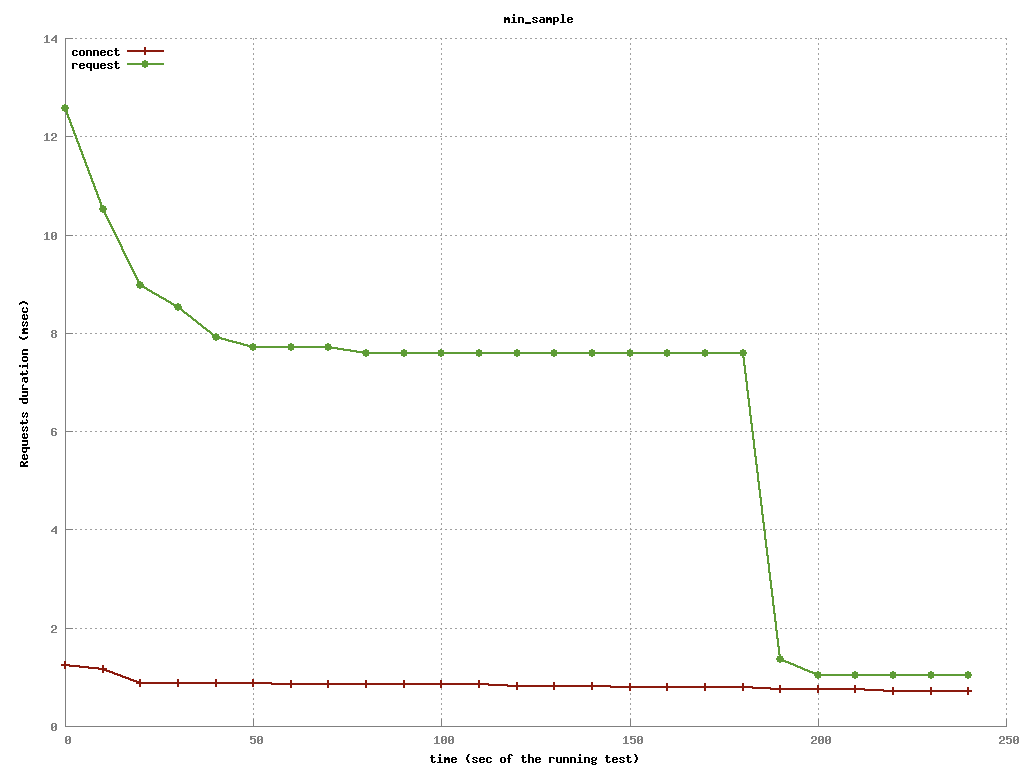 min_sample
14
connect
request
12
10
8
6
4
2
0
Requests duration (msec)
0 50 100 150 200 250
time (sec of the running test)